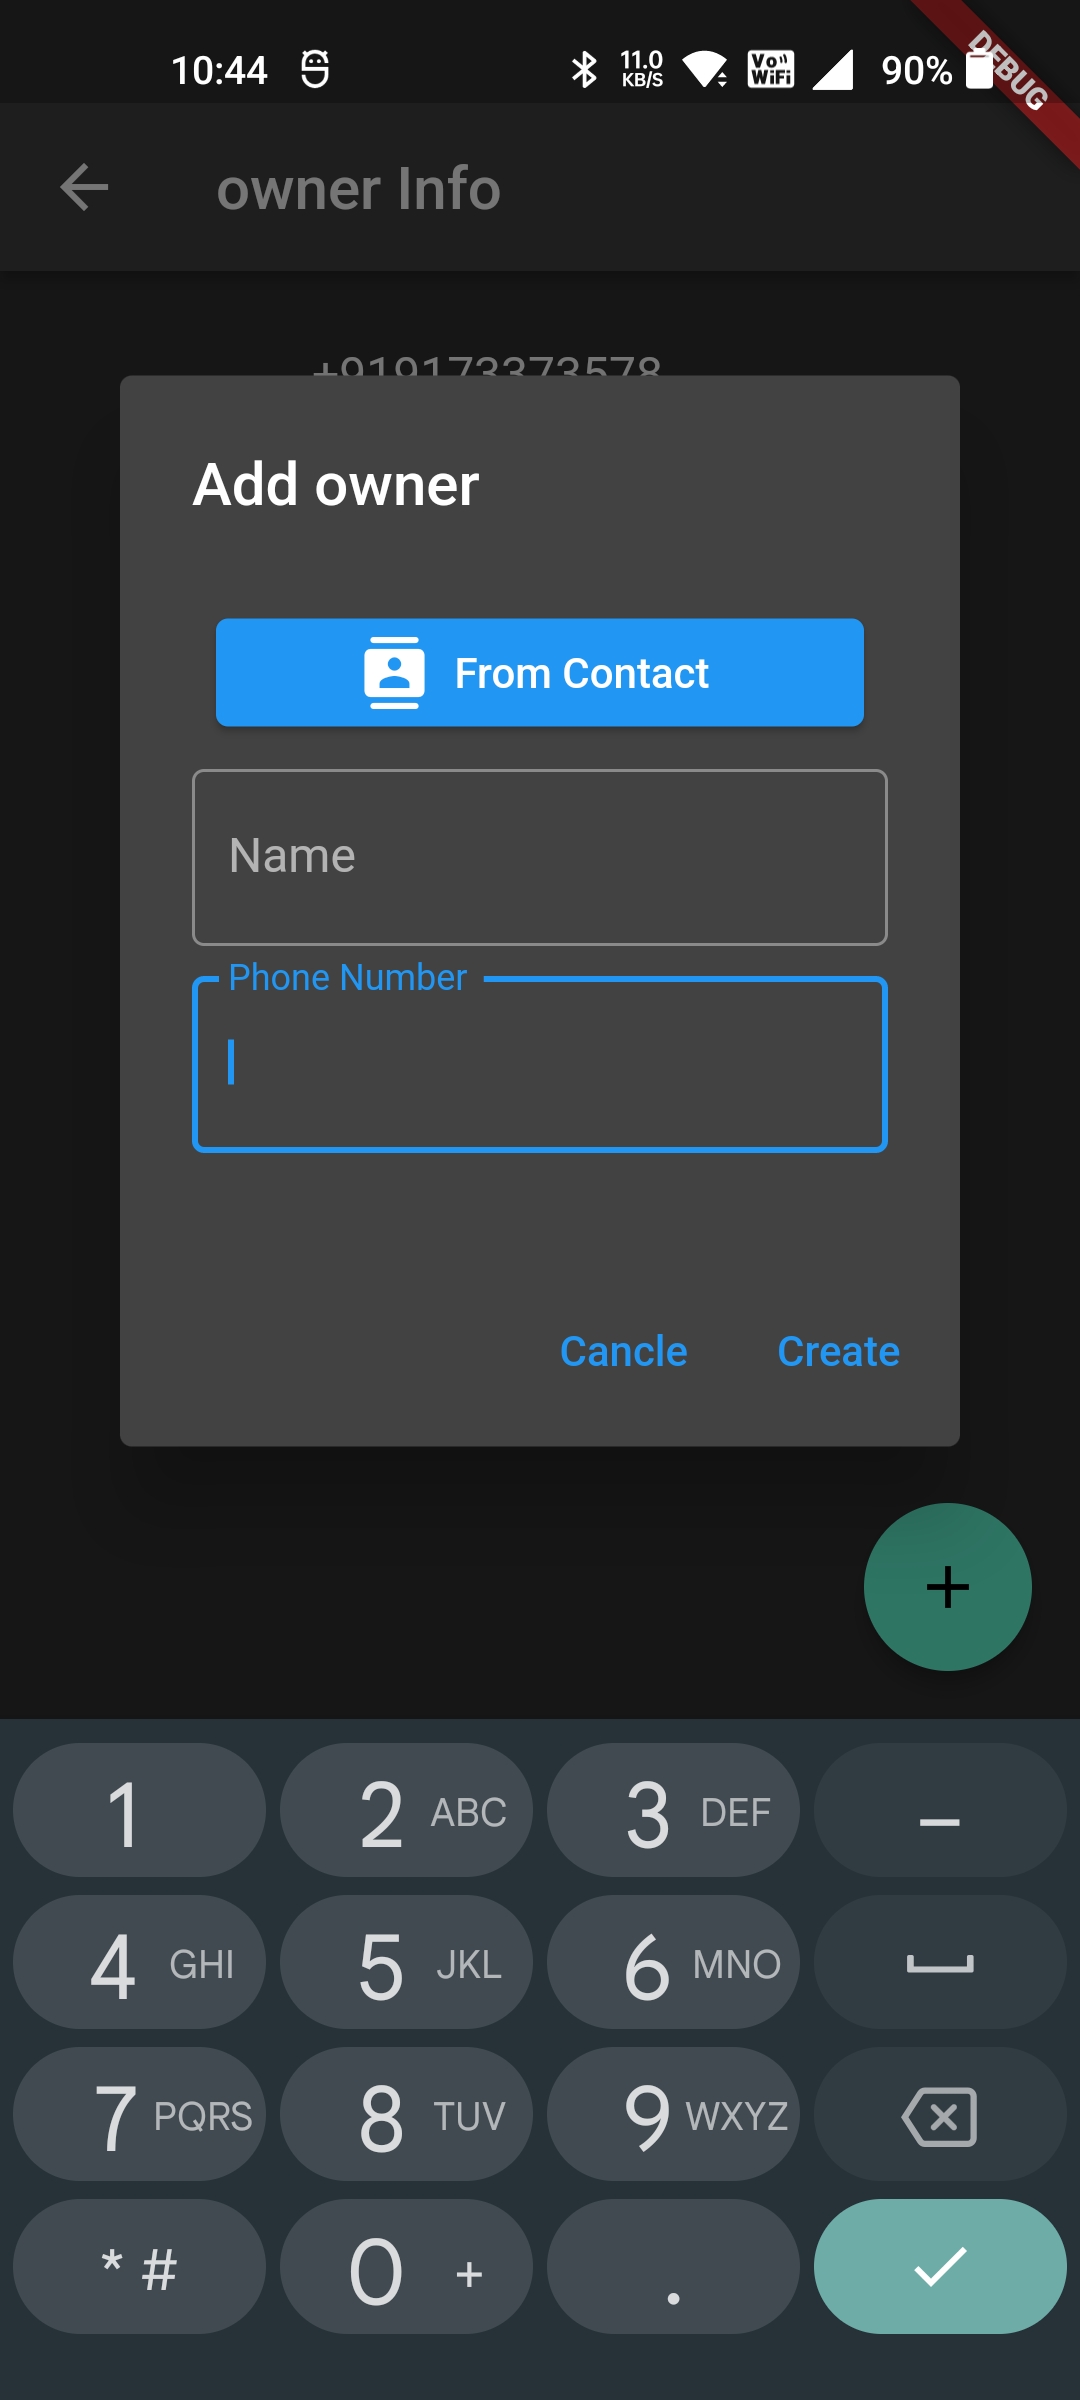 10:44 11.0 KB/S Vo WiFi 90%
DEBUG
owner Info
+919173373578
Add owner
From Contact
Name
Phone Number
Cancle Create
+
1 2 ABC 3 DEF –
4 GHI 5 JKL 6 MNO
7 PQRS 8 TUV 9 WXYZ
* # 0 + .